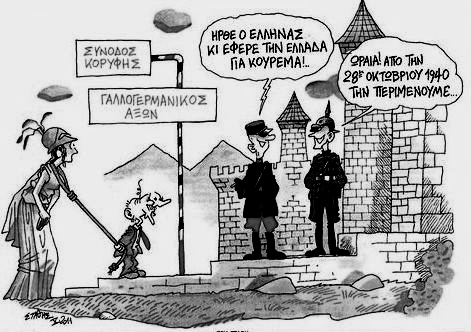 ΣΥΝΟΔΟΣ
ΚΟΡΥΦΗΣ
ΓΑΛΛΟΓΕΡΜΑΝΙΚΟΣ
ΑΞΩΝ
ΗΡΘΕ Ο ΕΛΛΗΝΑΣ
ΚΙ ΕΦΕΡΕ ΤΗΝ ΕΛΛΑΔΑ
ΓΙΑ ΚΟΥΡΕΜΑ!..
ΩΡΑΙΑ! ΑΠΟ ΤΗΝ
28η ΟΚΤΩΒΡΙΟΥ 1940
ΤΗΝ ΠΕΡΙΜΕΝΟΥΜΕ...
ΣΤΑΘΗΣ